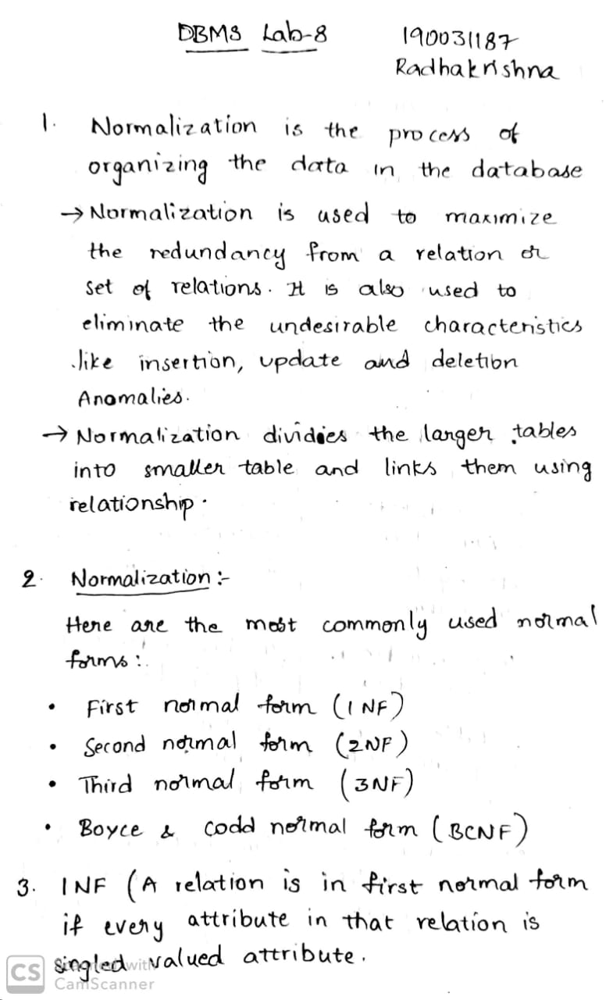 DBMS Lab-8
190031187
Radhakrishna
1. Normalization is the process of
organizing the data in the database
→ Normalization is used to maximize
the redundancy from a relation or
set of relations. It is also used to
eliminate the undesirable characteristics
like insertion, update and deletion
Anomalies.
→ Normalization dividies the larger tables
into smaller table and links them using
relationship.
2. Normalization :-
Here are the most commonly used normal
forms :
• First normal form (1NF)
• Second normal form (2NF)
• Third normal form (3NF)
• Boyce & codd normal form (BCNF)
3. 1NF (A relation is in first normal form
if every attribute in that relation is
singled valued attribute.
CS Scanned with
CamScanner